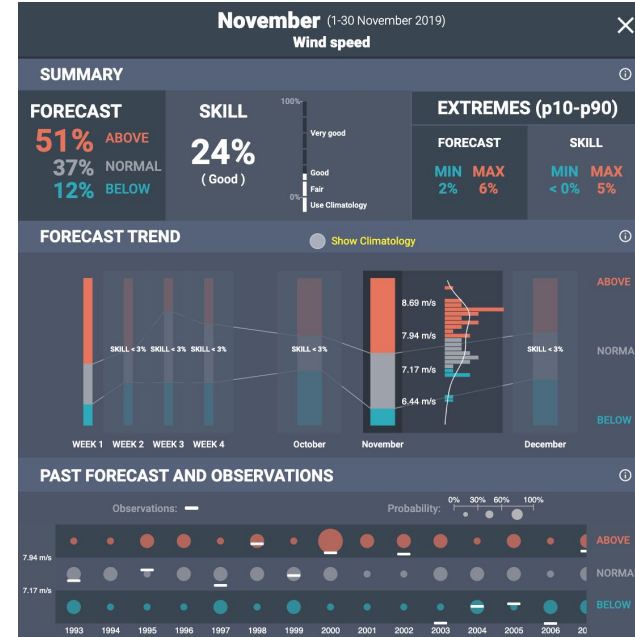 November (1-30 November 2019)
Wind speed
SUMMARY
FORECAST
51% ABOVE
37% NORMAL
12% BELOW
SKILL
24%
( Good )
100%
Very good
Good
Fair
0%
Use Climatology
EXTREMES (p10-p90)
FORECAST
MIN MAX
2% 6%
SKILL
MIN MAX
< 0% 5%
FORECAST TREND
Show Climatology
ABOVE
8.69 m/s
7.94 m/s
SKILL < 3% SKILL < 3% SKILL < 3% SKILL < 3% SKILL < 3% NORMA
7.17 m/s
6.44 m/s
BELOW
WEEK 1 WEEK 2 WEEK 3 WEEK 4 October November December
PAST FORECAST AND OBSERVATIONS
Observations:
Probability: 0% 30% 60% 100%
ABOVE
7.94 m/s
NORMA
7.17 m/s
BELOW
1993 1994 1995 1996 1997 1998 1999 2000 2001 2002 2003 2004 2005 2006 20